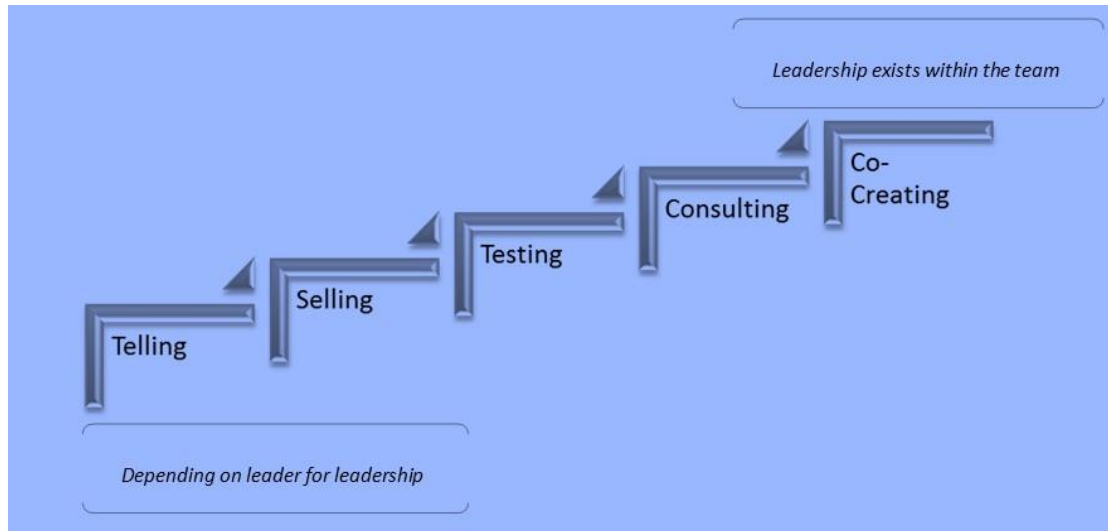 Leadership exists within the team
Co-
Creating
Consulting
Testing
Selling
Telling
Depending on leader for leadership